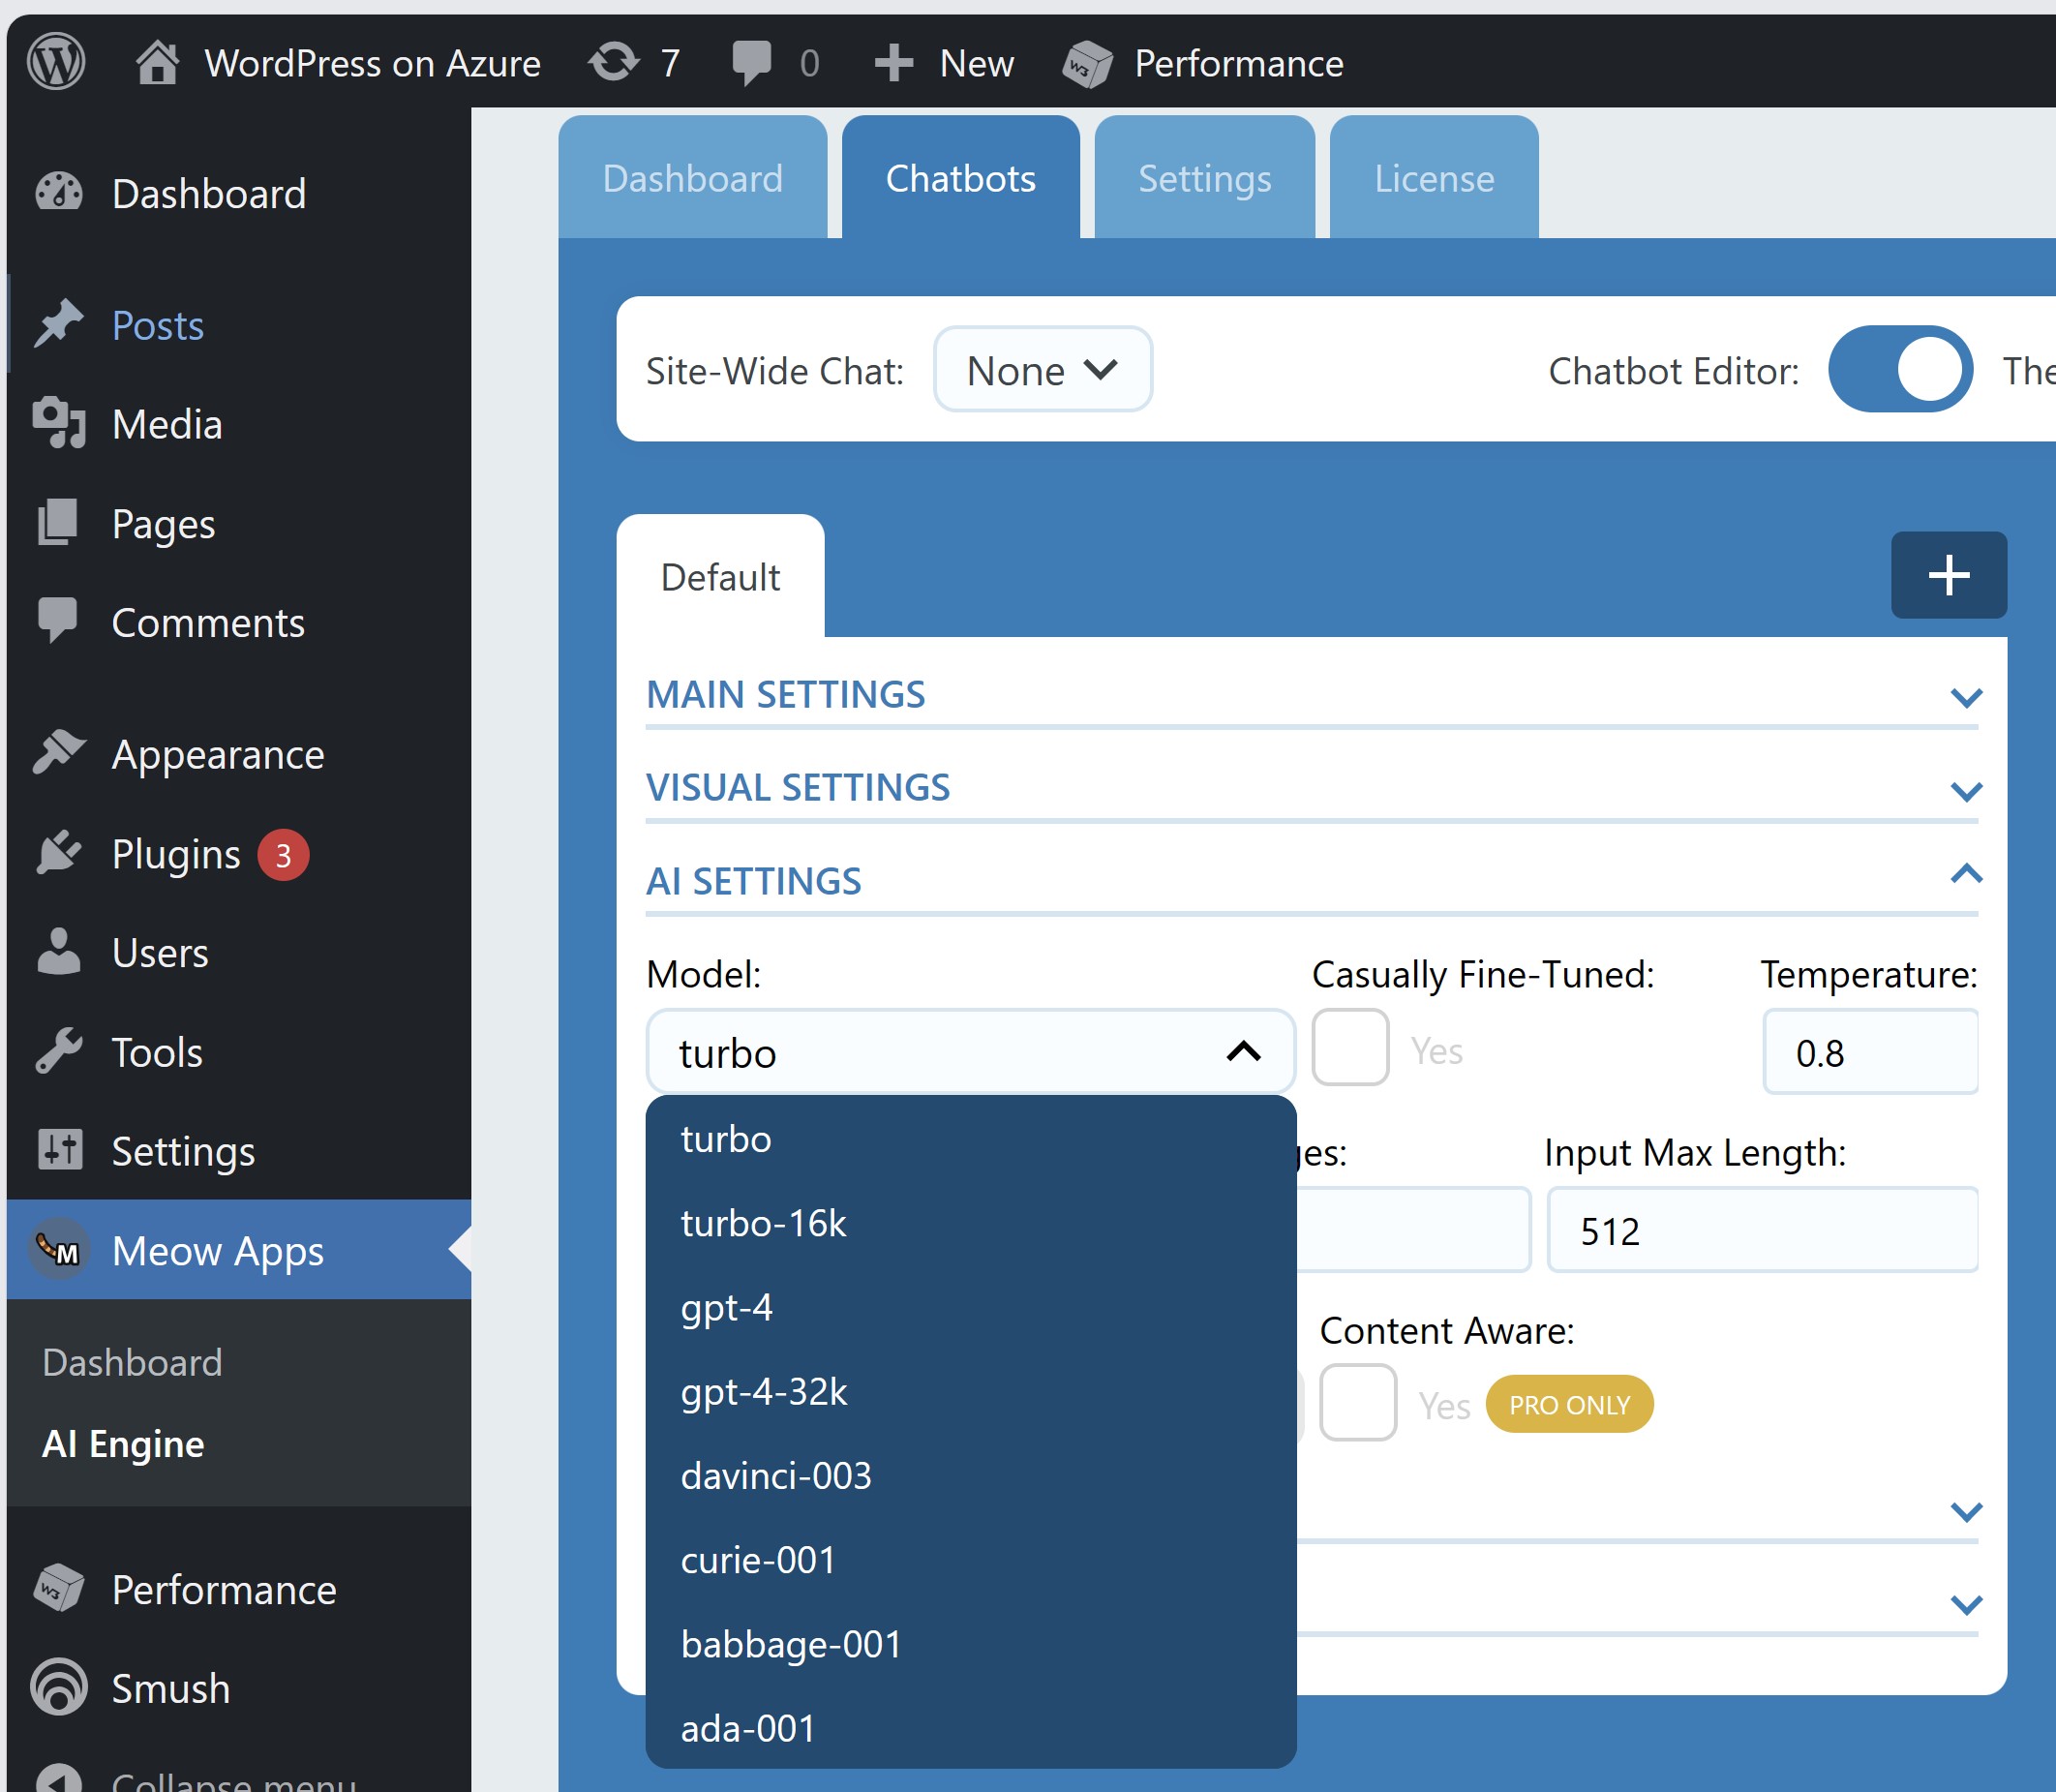 WordPress on Azure 7 0 New Performance
Dashboard
Posts
Media
Pages
Comments
Appearance
Plugins 3
Users
Tools
Settings
Meow Apps
Dashboard
AI Engine
Performance
Smush
Collapse menu
Dashboard Chatbots Settings License
Site-Wide Chat: None Chatbot Editor: The
Default
MAIN SETTINGS
VISUAL SETTINGS
AI SETTINGS
Model: Casually Fine-Tuned: Temperature:
turbo Yes 0.8
turbo
turbo-16k
gpt-4
gpt-4-32k
davinci-003
curie-001
babbage-001
ada-001
ges: Input Max Length:
512
Content Aware:
Yes PRO ONLY